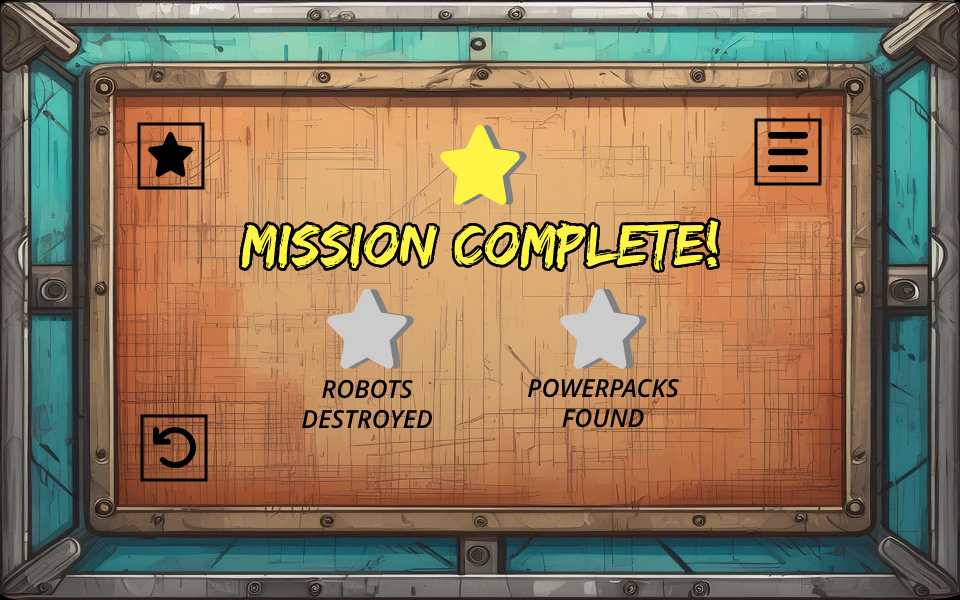 MISSION COMPLETE!
ROBOTS
DESTROYED
POWERPACKS
FOUND